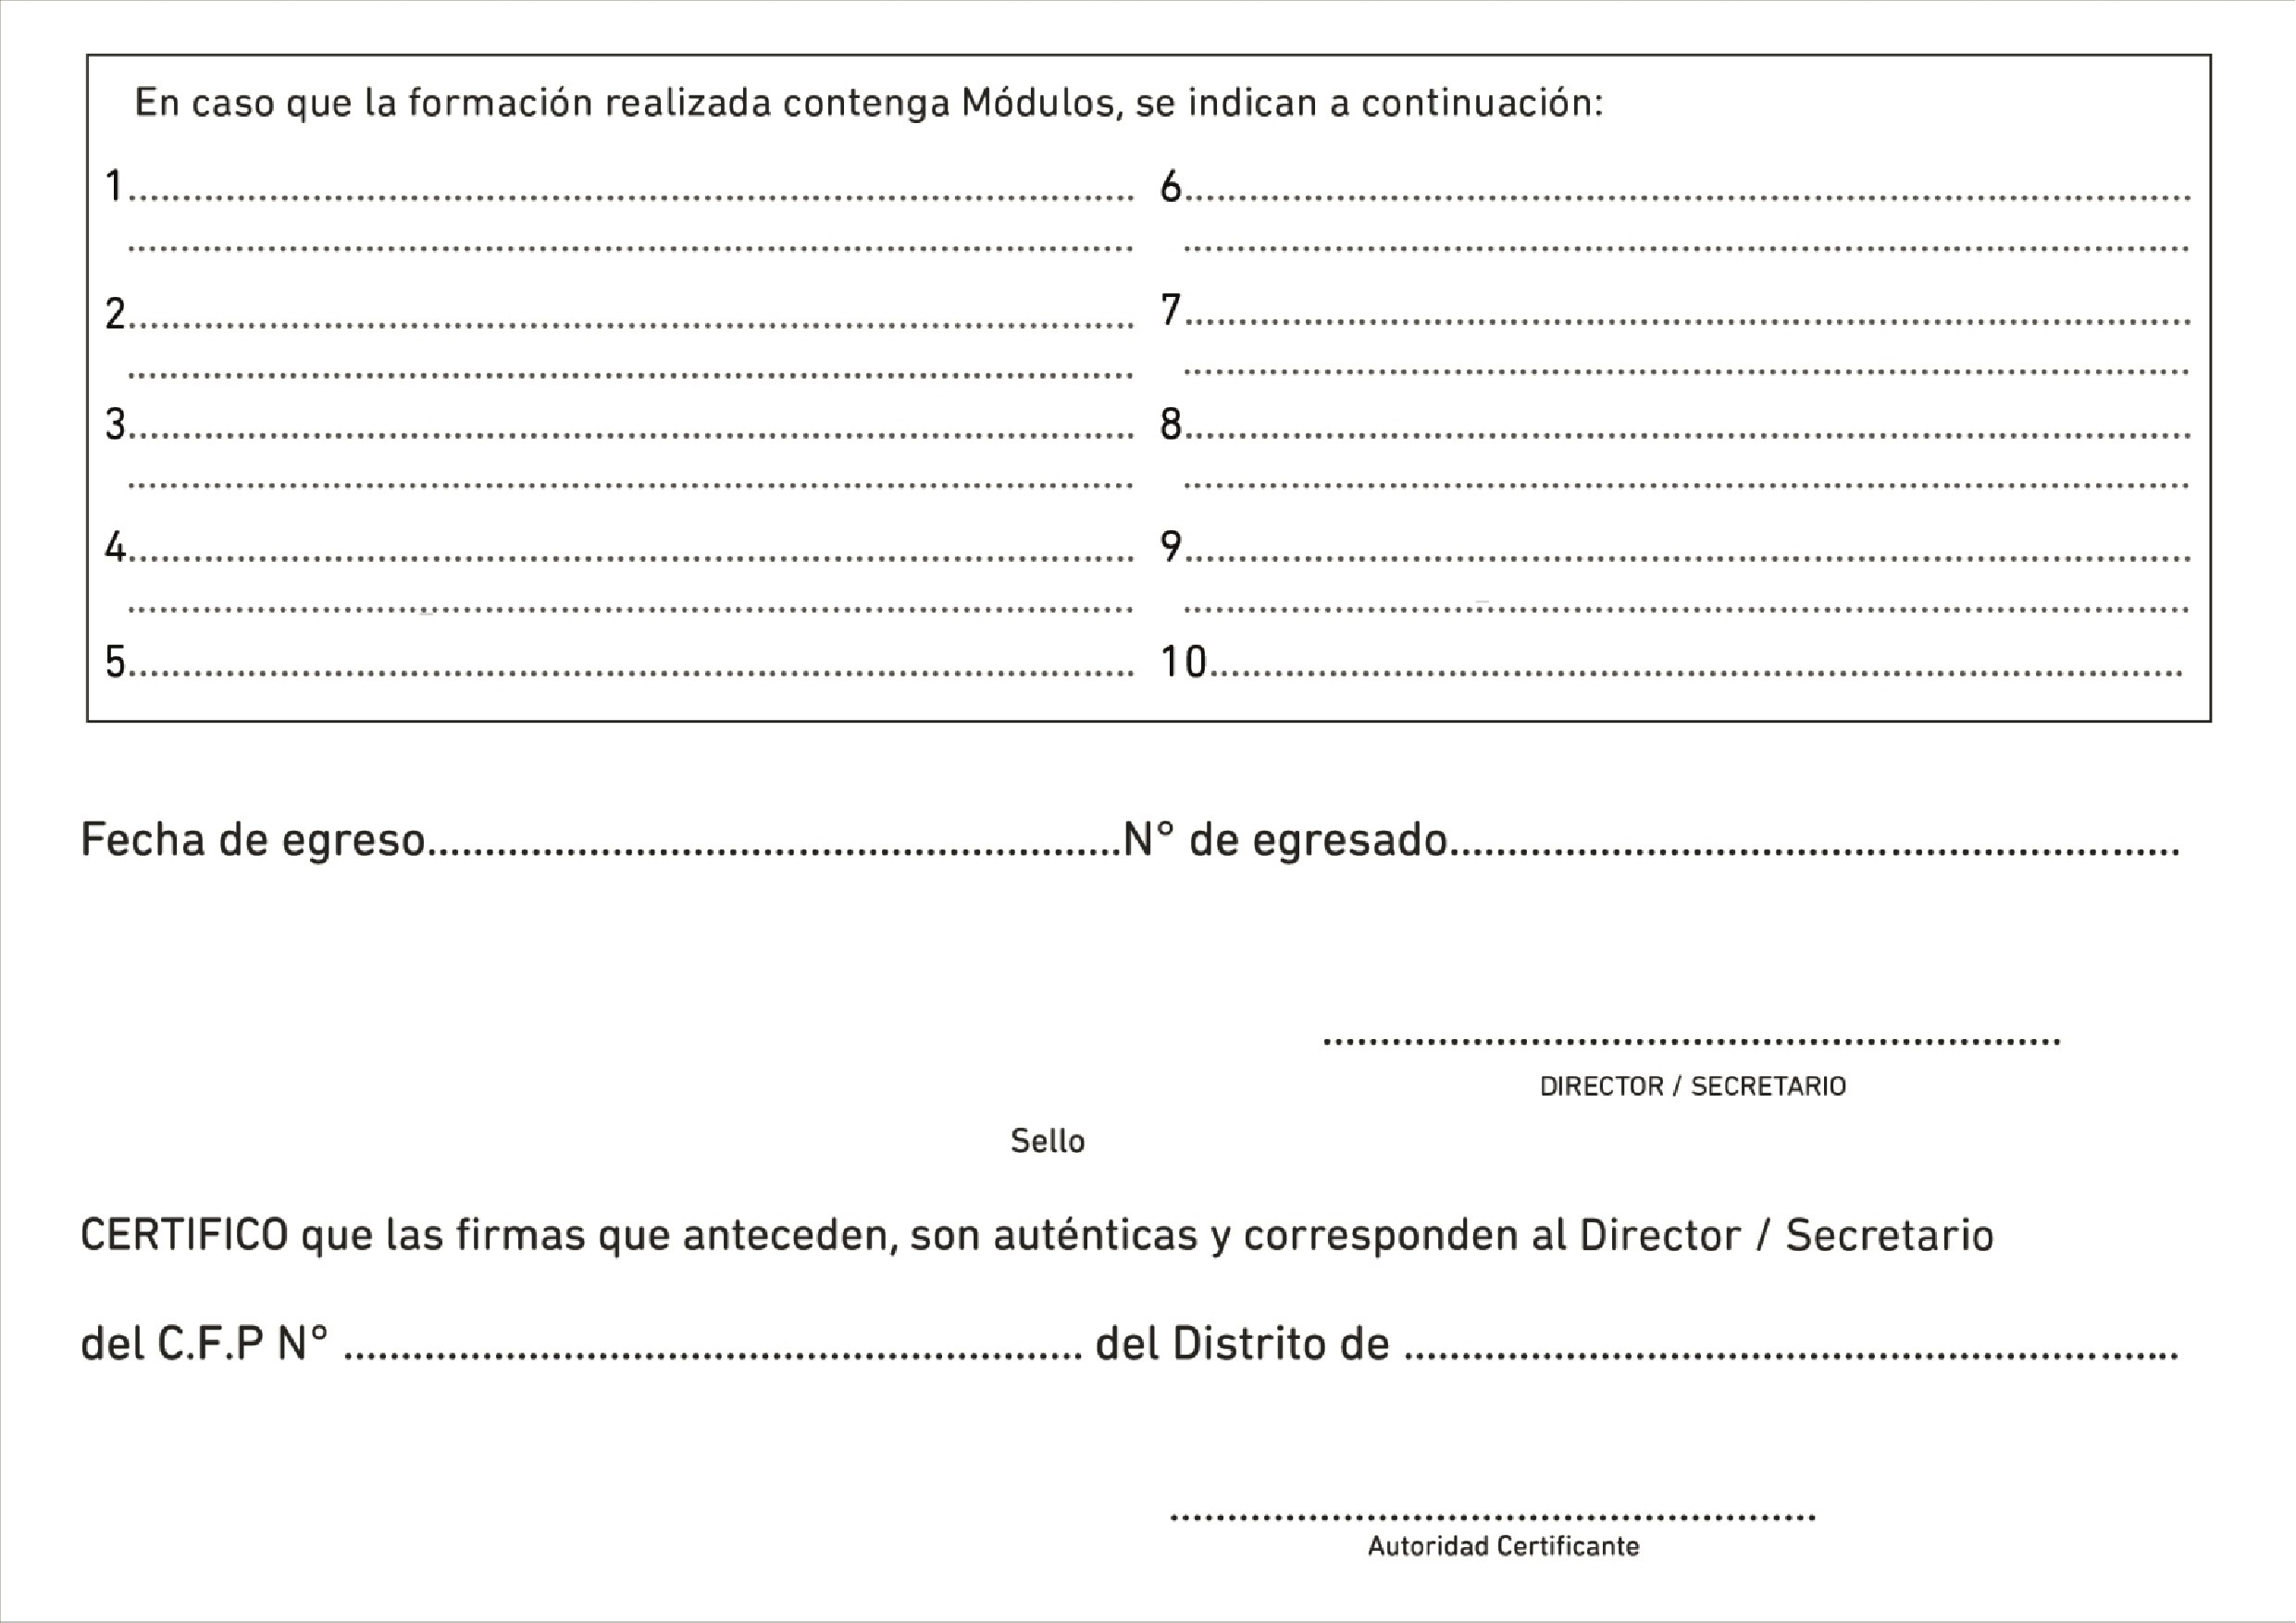 En caso que la formación realizada contenga Módulos, se indican a continuación:
1................................................................................
................................................................................
2................................................................................
................................................................................
3................................................................................
................................................................................
4................................................................................
................................................................................
5................................................................................
6................................................................................
................................................................................
7................................................................................
................................................................................
8................................................................................
................................................................................
9................................................................................
................................................................................
10................................................................................
Fecha de egreso............................................................N° de egresado...............................................................
................................................................
DIRECTOR / SECRETARIO
Sello
CERTIFICO que las firmas que anteceden, son auténticas y corresponden al Director / Secretario
del C.F.P N° ................................................................ del Distrito de ...................................................................
........................................................
Autoridad Certificante